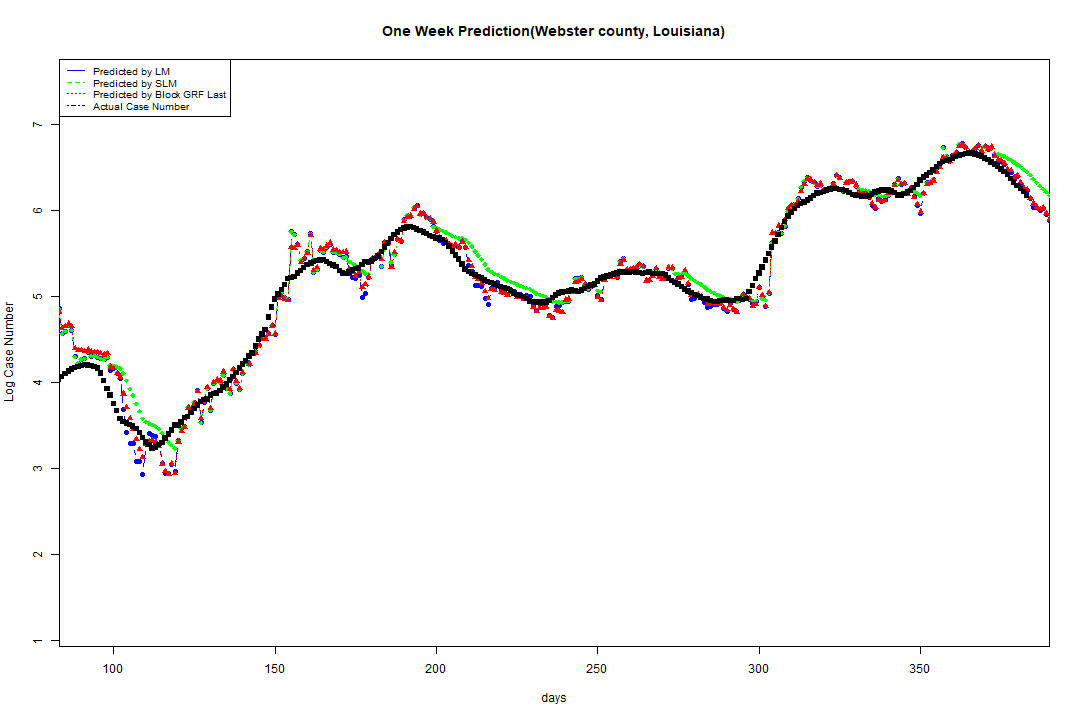 One Week Prediction(Webster county, Louisiana)
Predicted by LM
Predicted by SLM
Predicted by Block GRF Last
Actual Case Number
7
6
5
4
3
2
1
Log Case Number
100 150 200 250 300 350
days